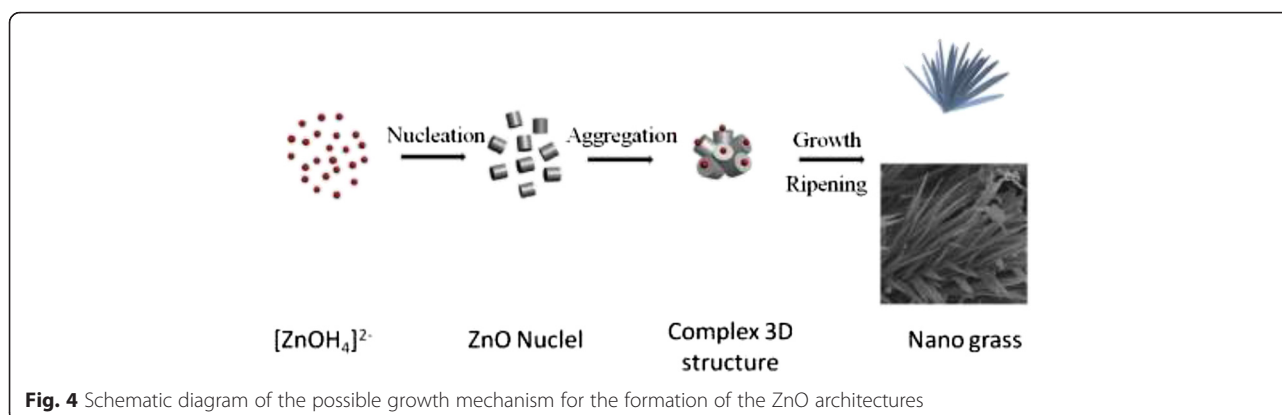 Nucleation
Aggregation
Growth
Ripening
[ZnOH₄]²⁻
ZnO Nuclel
Complex 3D
structure
Nano grass
Fig. 4 Schematic diagram of the possible growth mechanism for the formation of the ZnO architectures